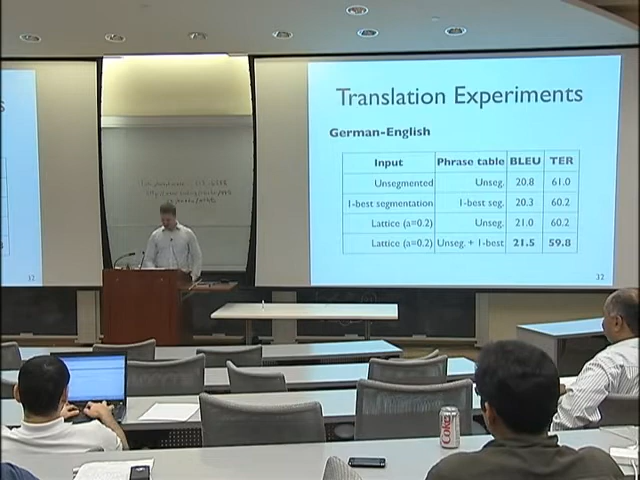 Translation Experiments
German-English
Input Phrase table BLEU TER
Unsegmented Unseg. 20.8 61.0
1-best segmentation 1-best seg. 20.3 60.2
Lattice (a=0.2) Unseg. 21.0 60.2
Lattice (a=0.2) Unseg. + 1-best 21.5 59.8
32
32
Coke